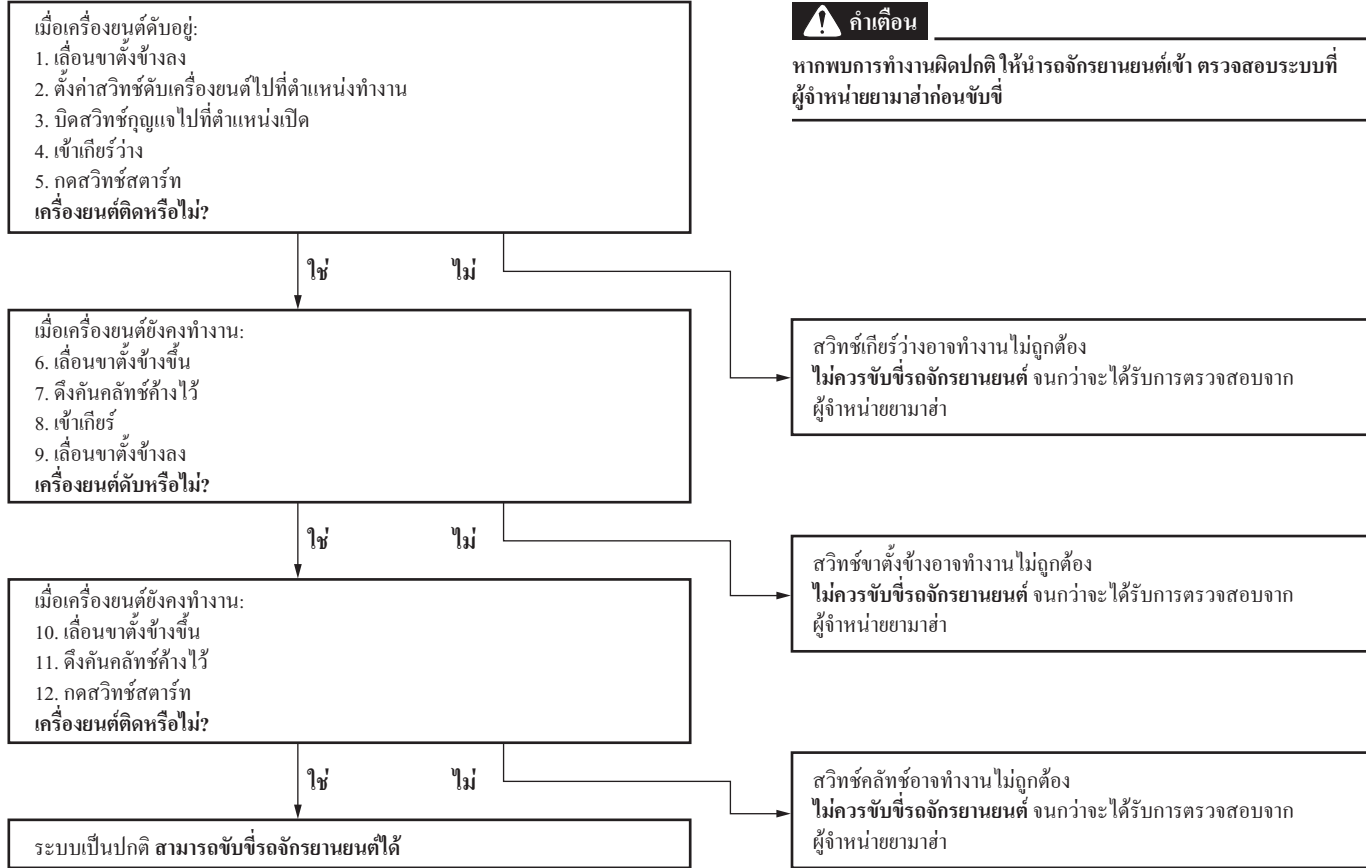 เมื่อเครื่องยนต์ดับอยู่:
1. เลื่อนขาตั้งข้างลง
2. ตั้งค่าสวิทช์ดับเครื่องยนต์ไปที่ตำแหน่งทำงาน
3. บิดสวิทช์กุญแจไปที่ตำแหน่งเปิด
4. เข้าเกียร์ว่าง
5. กดสวิทช์สตาร์ท
เครื่องยนต์ติดหรือไม่?
คำเตือน
หากพบการทำงานผิดปกติ ให้นำรถจักรยานยนต์เข้า ตรวจสอบระบบที่
ผู้จำหน่ายยามาฮ่าก่อนขับขี่
ใช่
ไม่
เมื่อเครื่องยนต์ยังคงทำงาน:
6. เลื่อนขาตั้งข้างขึ้น
7. ดึงคันคลัทช์ค้างไว้
8. เข้าเกียร์
9. เลื่อนขาตั้งข้างลง
เครื่องยนต์ดับหรือไม่?
สวิทช์เกียร์ว่างอาจทำงานไม่ถูกต้อง
ไม่ควรขับขี่รถจักรยานยนต์ จนกว่าจะได้รับการตรวจสอบจาก
ผู้จำหน่ายยามาฮ่า
ใช่
ไม่
เมื่อเครื่องยนต์ยังคงทำงาน:
10. เลื่อนขาตั้งข้างขึ้น
11. ดึงคันคลัทช์ค้างไว้
12. กดสวิทช์สตาร์ท
เครื่องยนต์ติดหรือไม่?
สวิทช์ขาตั้งข้างอาจทำงานไม่ถูกต้อง
ไม่ควรขับขี่รถจักรยานยนต์ จนกว่าจะได้รับการตรวจสอบจาก
ผู้จำหน่ายยามาฮ่า
ใช่
ไม่
ระบบเป็นปกติ สามารถขับขี่รถจักรยานยนต์ได้
สวิทช์คลัทช์อาจทำงานไม่ถูกต้อง
ไม่ควรขับขี่รถจักรยานยนต์ จนกว่าจะได้รับการตรวจสอบจาก
ผู้จำหน่ายยามาฮ่า